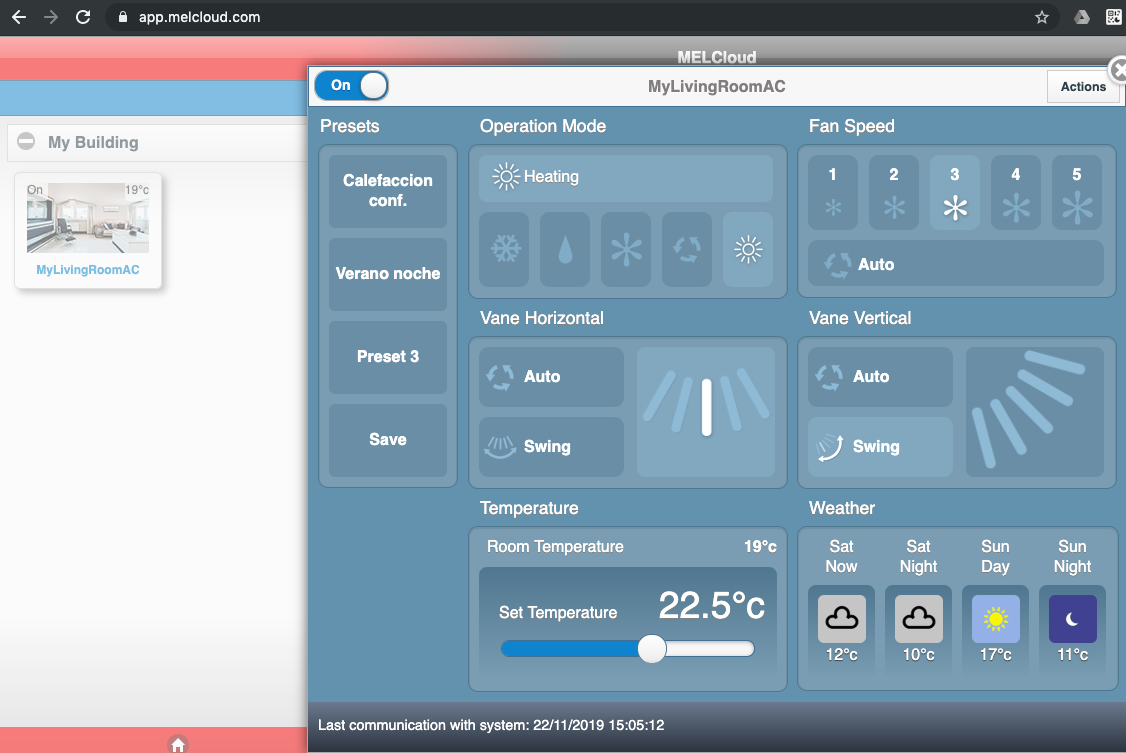 app.melcloud.com
MELCloud
On
MyLivingRoomAC
Actions
My Building
On 19°c
MyLivingRoomAC
Presets
Calefaccion
conf.
Verano noche
Preset 3
Save
Operation Mode
Heating
Fan Speed
1 2 3 4 5
Auto
Vane Horizontal
Auto
Swing
Vane Vertical
Auto
Swing
Temperature
Room Temperature 19°c
Set Temperature 22.5°c
Weather
Sat Sat Sun Sun
Now Night Day Night
12°c 10°c 17°c 11°c
Last communication with system: 22/11/2019 15:05:12